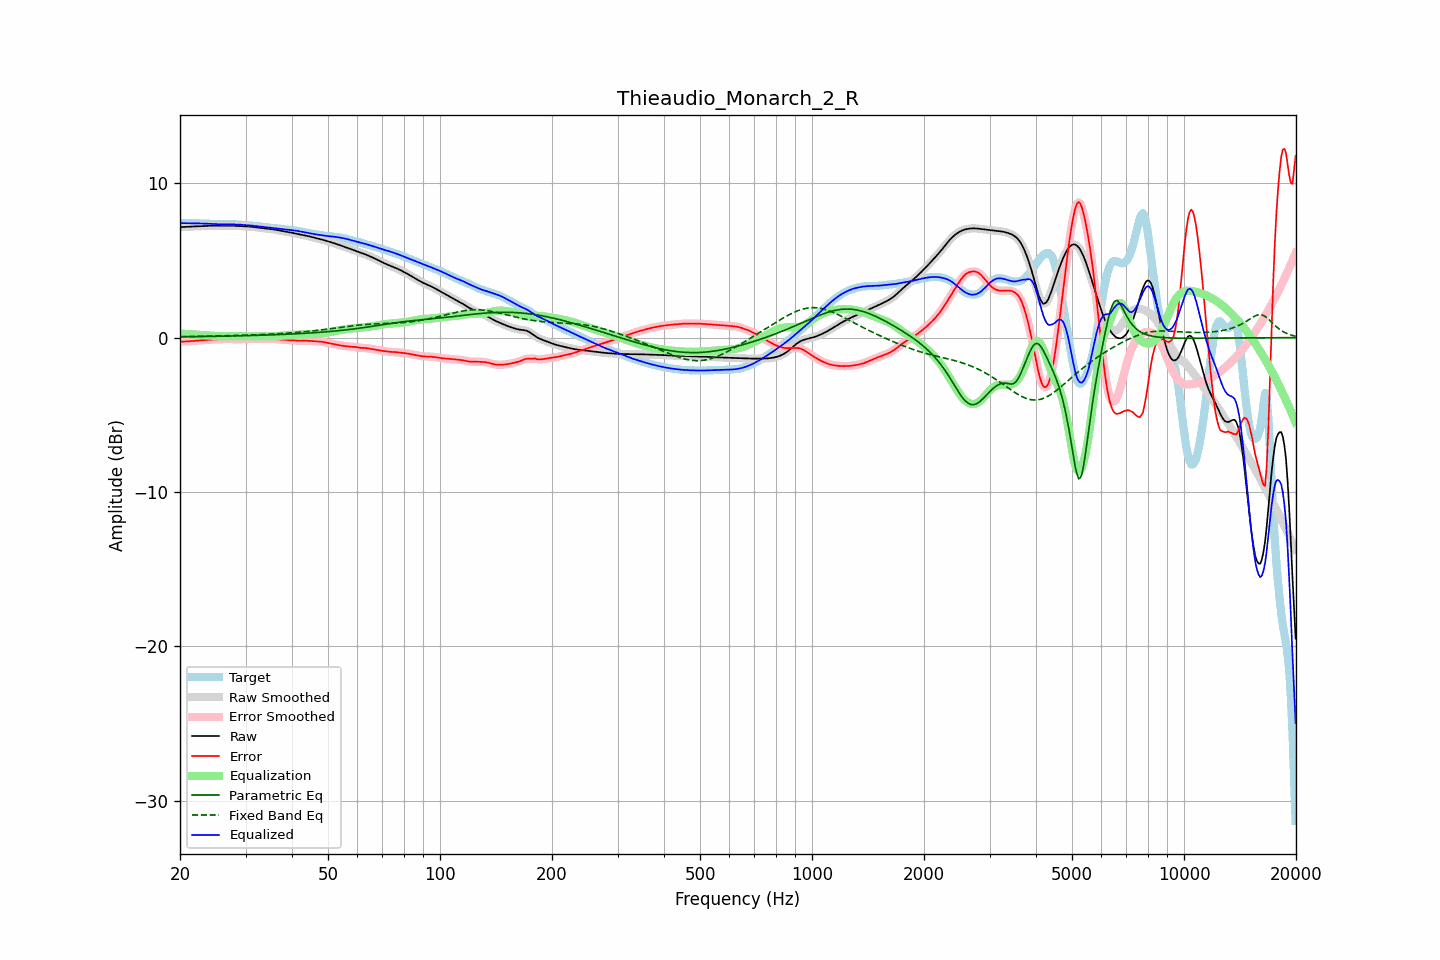 Thieaudio_Monarch_2_R
Amplitude (dBr)
10
0
−10
−20
−30
Target
Raw Smoothed
Error Smoothed
Raw
Error
Equalization
Parametric Eq
Fixed Band Eq
Equalized
20 50 100 200 500 1000 2000 5000 10000 20000
Frequency (Hz)